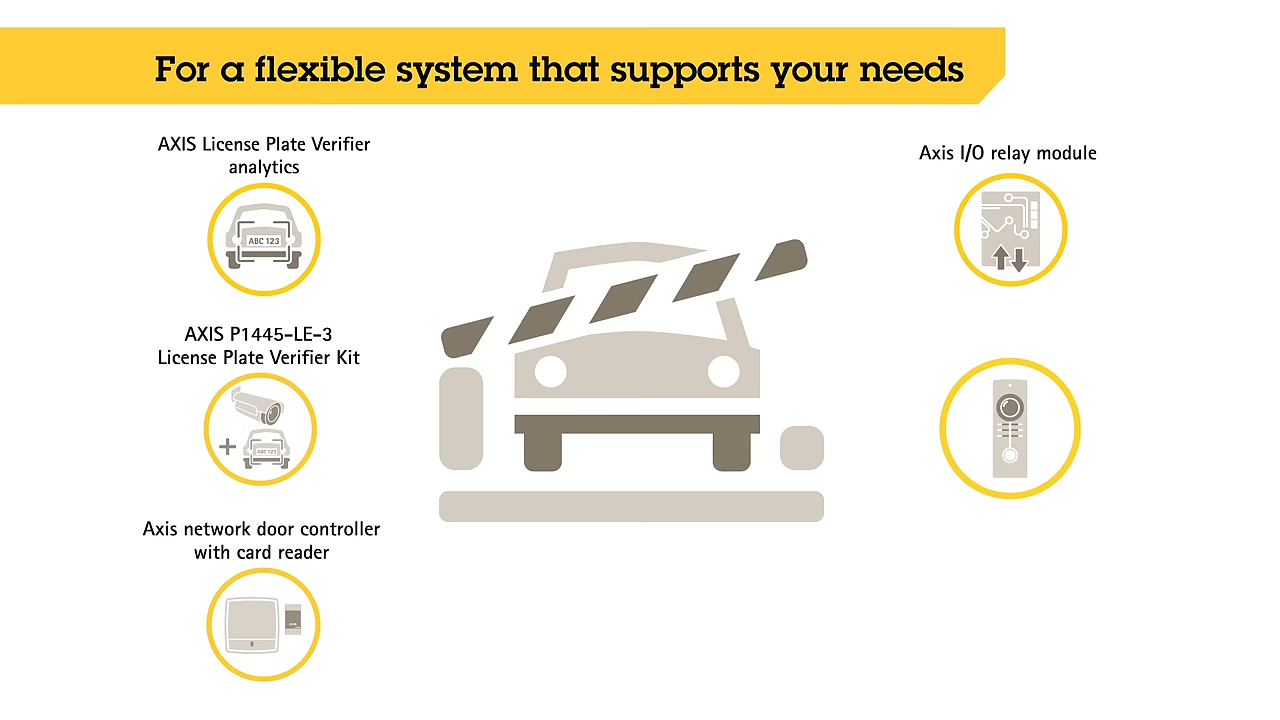 For a flexible system that supports your needs
AXIS License Plate Verifier
analytics
ABC 123
AXIS P1445-LE-3
License Plate Verifier Kit
ABC 123
Axis network door controller
with card reader
Axis I/O relay module